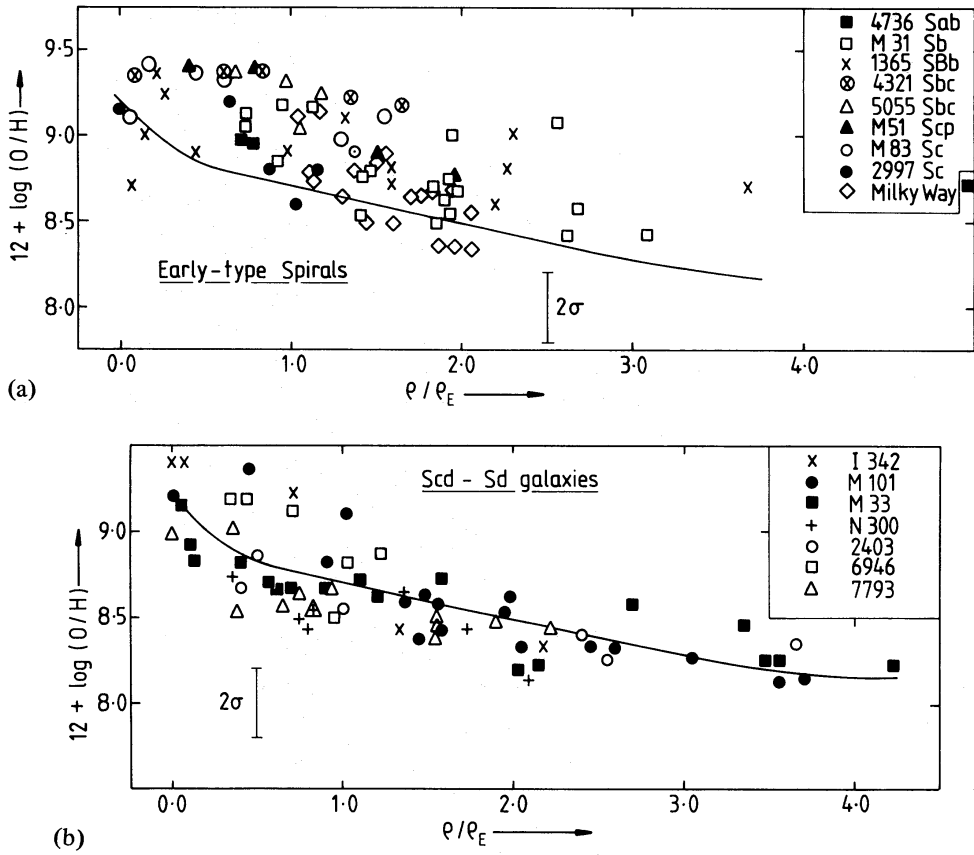 4736 Sab
M 31 Sb
1365 SBb
4321 Sbc
5055 Sbc
M51 Scp
M 83 Sc
2997 Sc
Milky Way
12 + log (O/H)
9.5
9.0
8.5
8.0
Early-type Spirals
2σ
0.0 1.0 2.0 3.0 4.0
ρ/ρE
(a)
Scd - Sd galaxies
I 342
M 101
M 33
N 300
2403
6946
7793
12 + log (O/H)
9.0
8.5
8.0
2σ
0.0 1.0 2.0 3.0 4.0
ρ/ρE
(b)